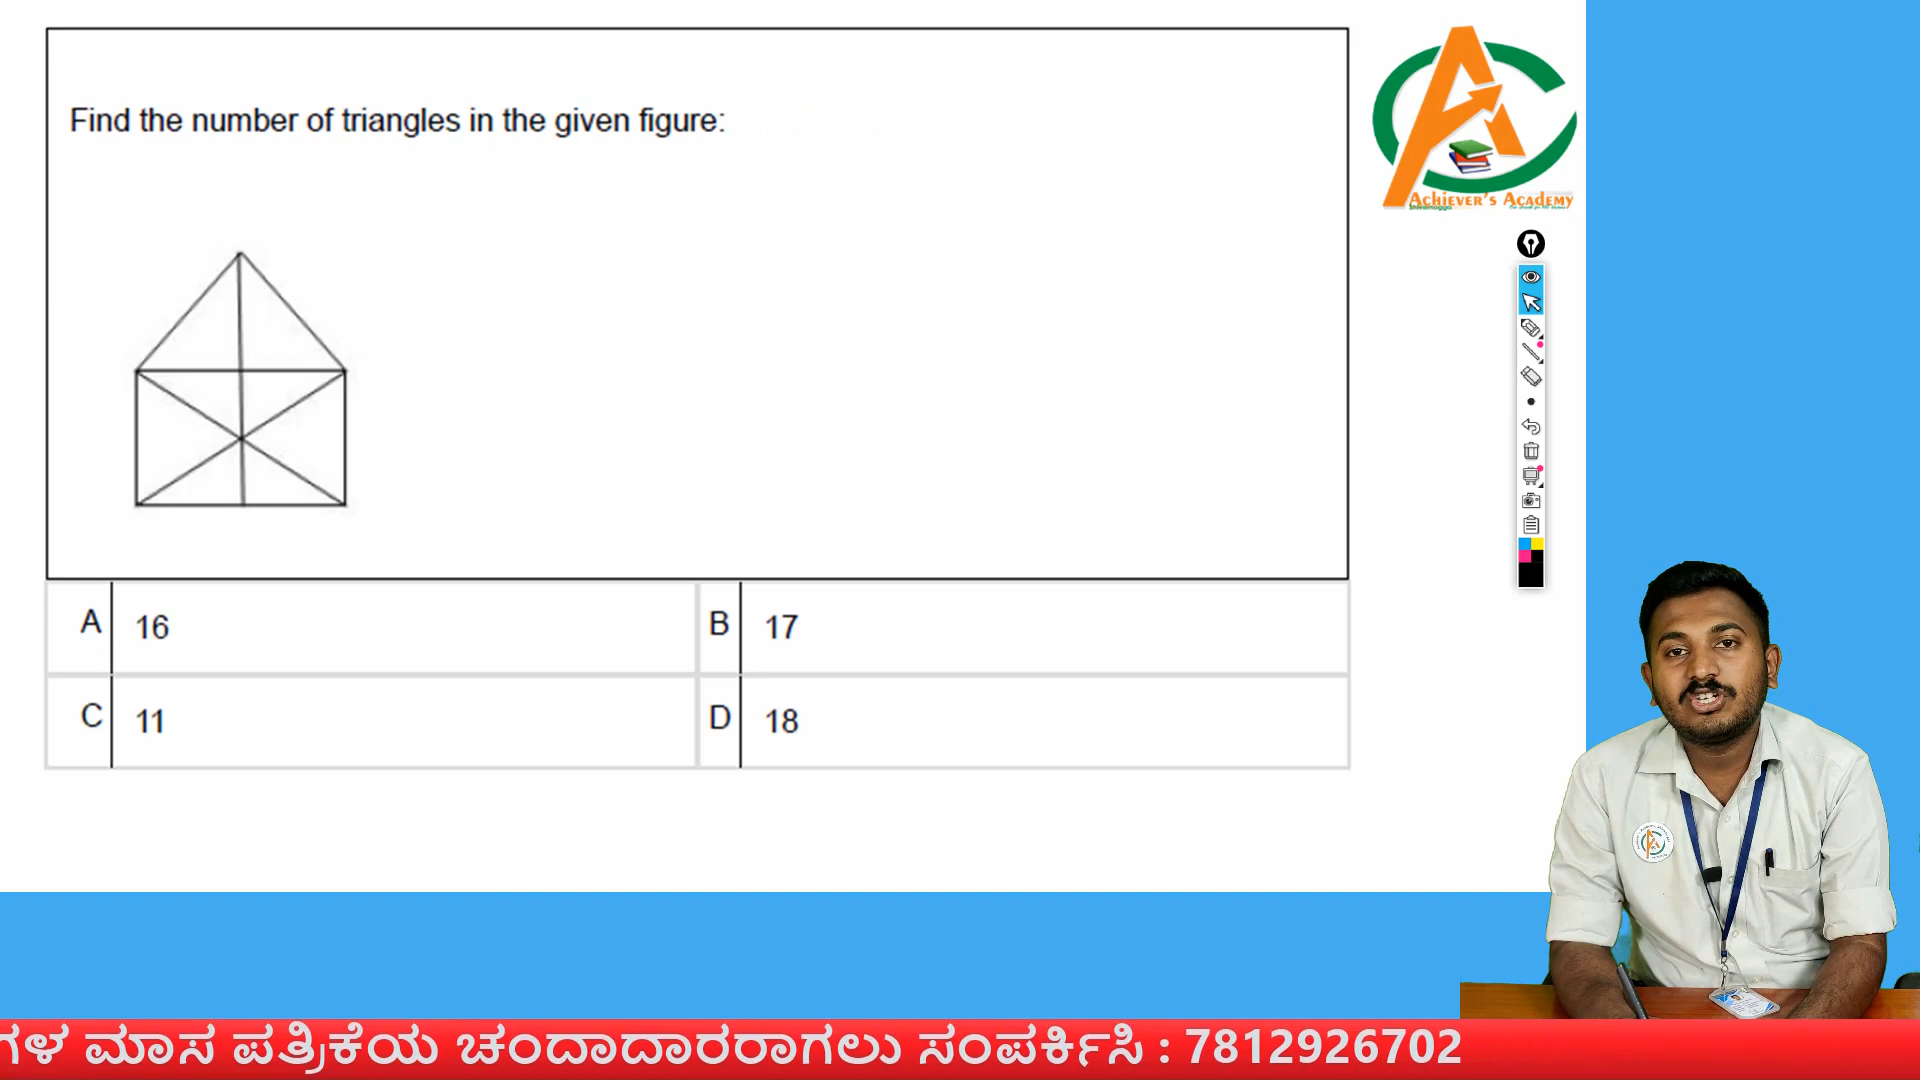 Find the number of triangles in the given figure:
ACHIEVER'S ACADEMY
A 16
B 17
C 11
D 18
ಗಳ ಮಾಸ ಪತ್ರಿಕೆಯ ಚಂದಾದಾರರಾಗಲು ಸಂಪರ್ಕಿಸಿ : 7812926702